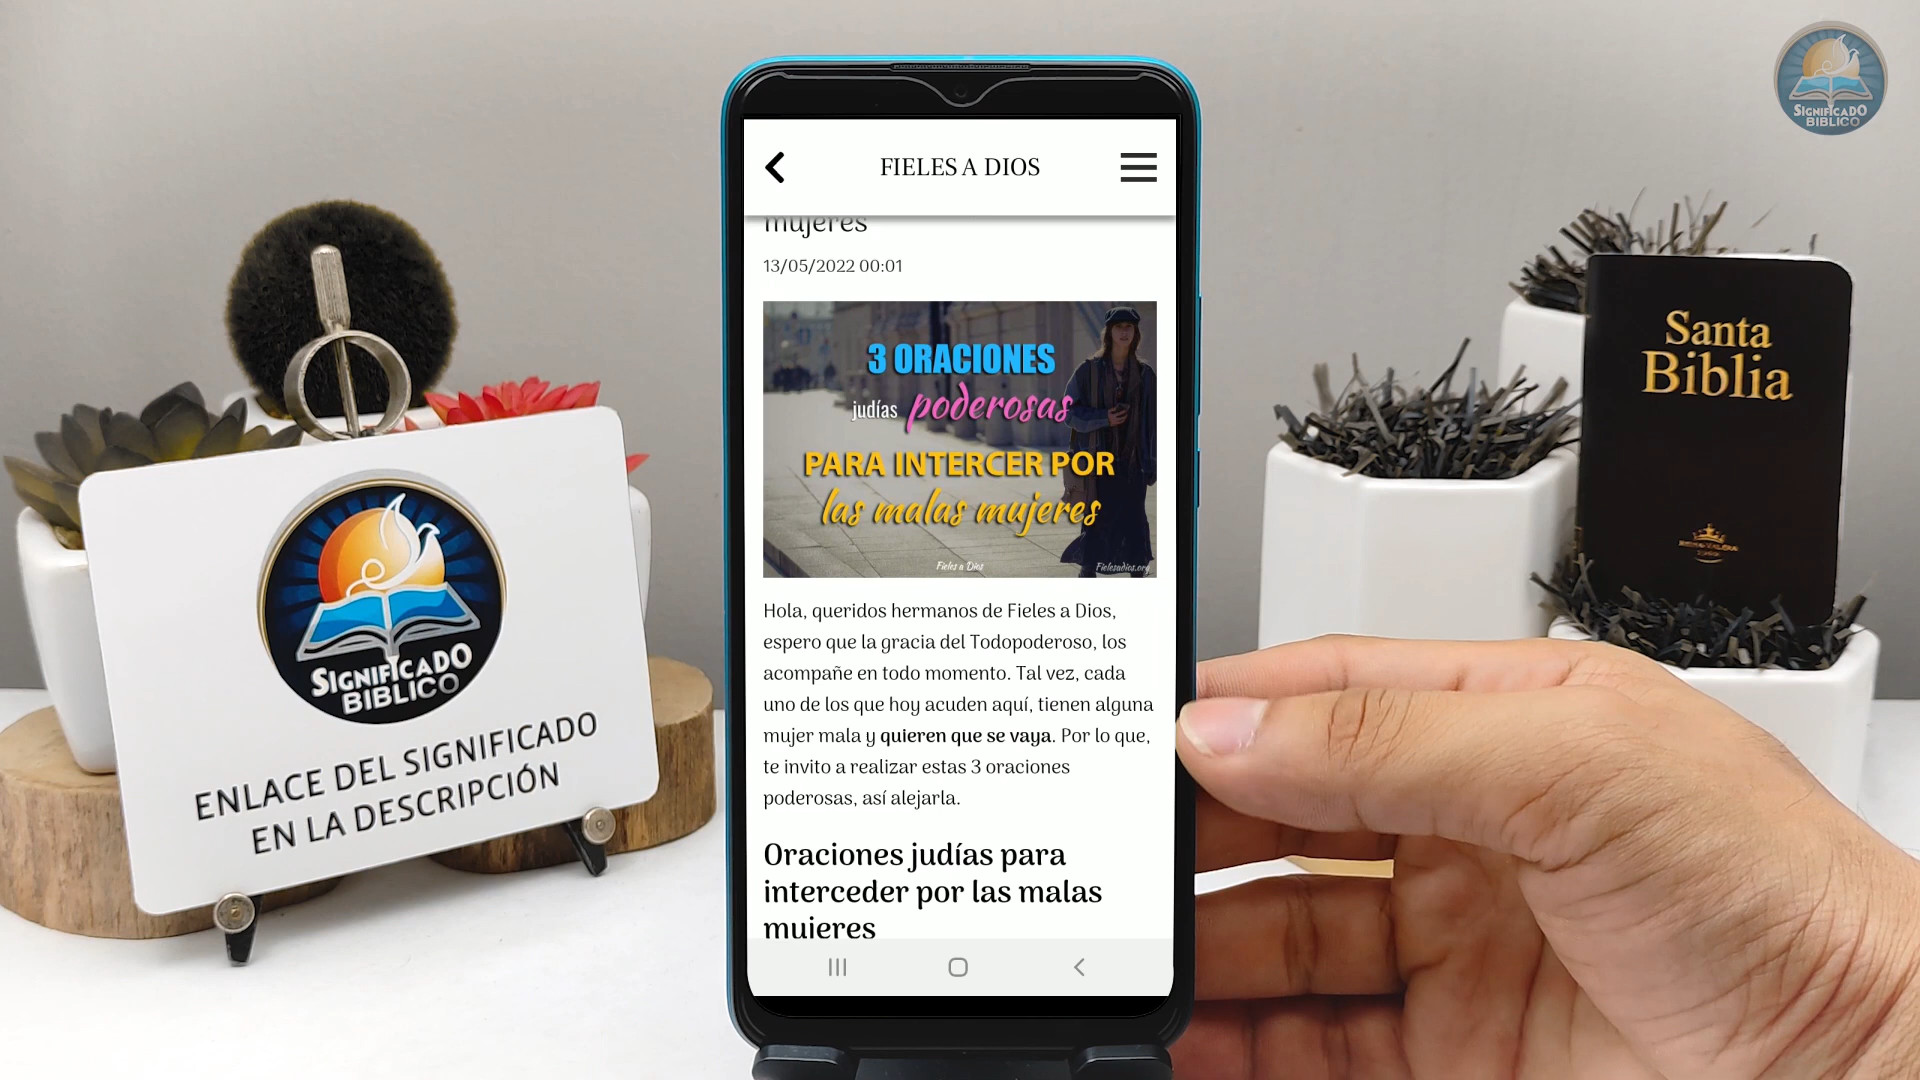 SIGNIFICADO
BIBLICO
ENLACE DEL SIGNIFICADO
EN LA DESCRIPCIÓN
FIELES A DIOS
mujeres
13/05/2022 00:01
3 ORACIONES
judías poderosas
PARA INTERCER POR
las malas mujeres
Fieles a Dios
Fielesadios.org
Hola, queridos hermanos de Fieles a Dios,
espero que la gracia del Todopoderoso, los
acompañe en todo momento. Tal vez, cada
uno de los que hoy acuden aquí, tienen alguna
mujer mala y quieren que se vaya. Por lo que,
te invito a realizar estas 3 oraciones
poderosas, así alejarla.
Oraciones judías para
interceder por las malas
mujeres
Santa
Biblia
SIGNIFICADO
BIBLICO